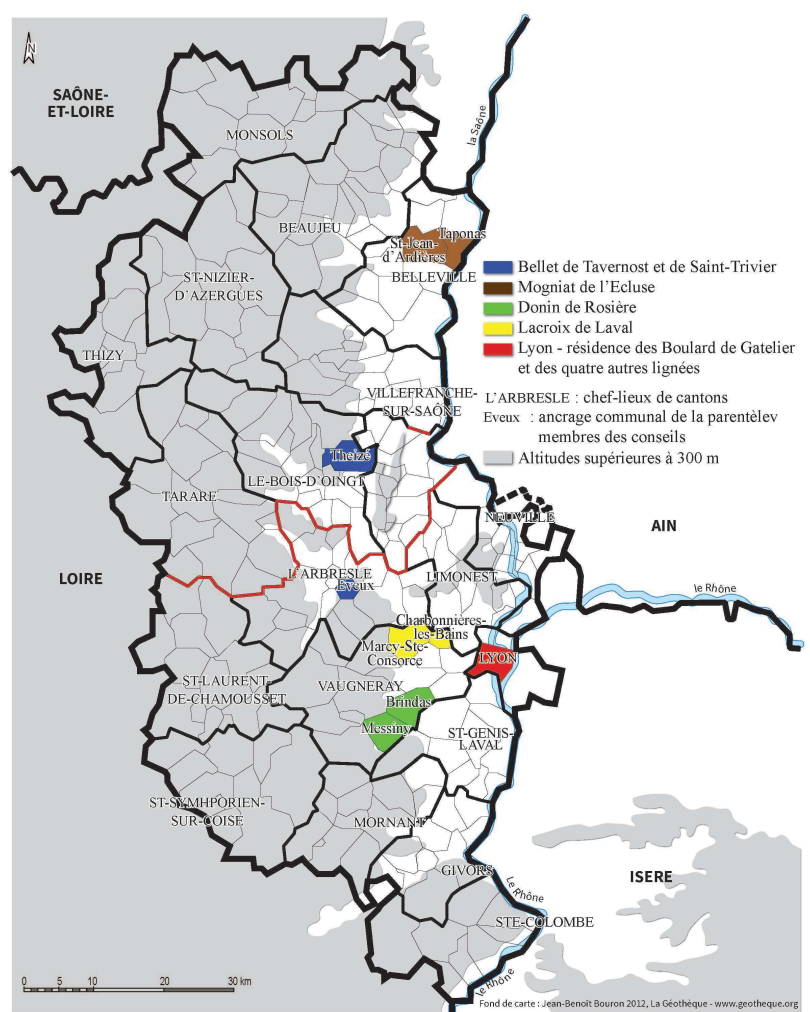 N
SAÔNE-
ET-LOIRE
MONSOLS
la Saône
BEAUJEU
Taponas
St-Jean-
d'Ardières
BELLEVILLE
ST-NIZIER-
D'AZERGUES
THIZY
Bellet de Tavernost et de Saint-Trivier
Mogniat de l'Ecluse
Donin de Rosière
Lacroix de Laval
Lyon - résidence des Boulard de Gatelier
et des quatre autres lignées
L'ARBRESLE : chef-lieux de cantons
Eveux : ancrage communal de la parentèlev
membres des conseils
Altitudes supérieures à 300 m
VILLEFRANCHE-
SUR-SAÔNE
Theizé
LE-BOIS-D'OINGT
TARARE
NEUVILLE
AIN
LOIRE
L'ARBRESLE
Eveux
LIMONEST
le Rhône
Charbonnières-
les-Bains
Marcy-Ste-
Consorce
LYON
ST-LAURENT-
DE-CHAMOUSSET
VAUGNERAY
Brindas
Messiny
ST-GENIS-
LAVAL
ST-SYMHPORIEN-
SUR-COISE
MORNANT
GIVORS
Le Rhône
ISERE
STE-COLOMBE
le Rhône
0 5 10 20 30 km
Fond de carte : Jean-Benoît Bouron 2012, La Géothèque - www.geotheque.org